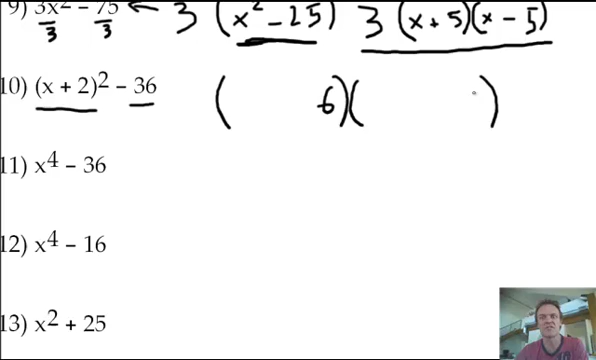 9) 3x² – 75 ← 3 (x² - 25) 3 (x + 5)(x - 5)
3 3
10) (x + 2)² – 36 ( 6)( )
11) x⁴ – 36
12) x⁴ – 16
13) x² + 25